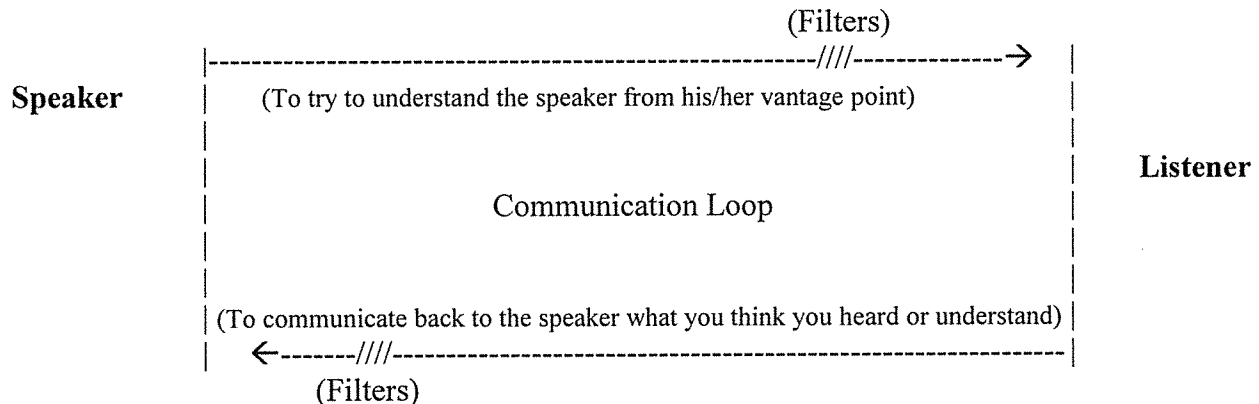 (Filters)
|------------------------------------------------////-------------→ |
Speaker
(To try to understand the speaker from his/her vantage point)
Listener
Communication Loop
(To communicate back to the speaker what you think you heard or understand)
←-------////------------------------------------------------------
(Filters)